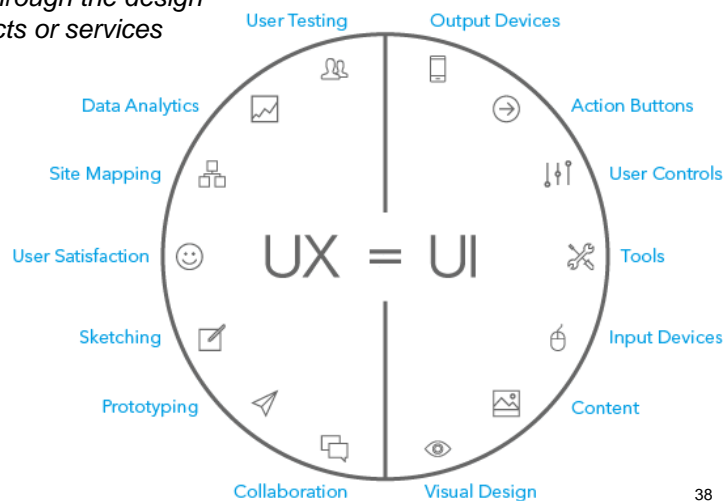 through the design
cts or services
User Testing
Output Devices
Data Analytics
Action Buttons
Site Mapping
User Controls
User Satisfaction
UX = UI
Tools
Sketching
Input Devices
Prototyping
Content
Collaboration
Visual Design
38